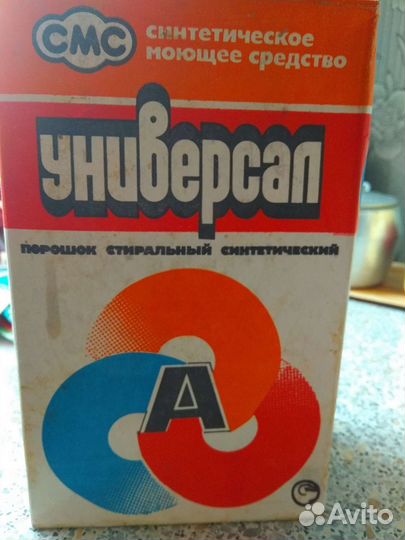 СМС
синтетическое
моющее средство
универсал
порошок стиральный синтетический
А
Avito